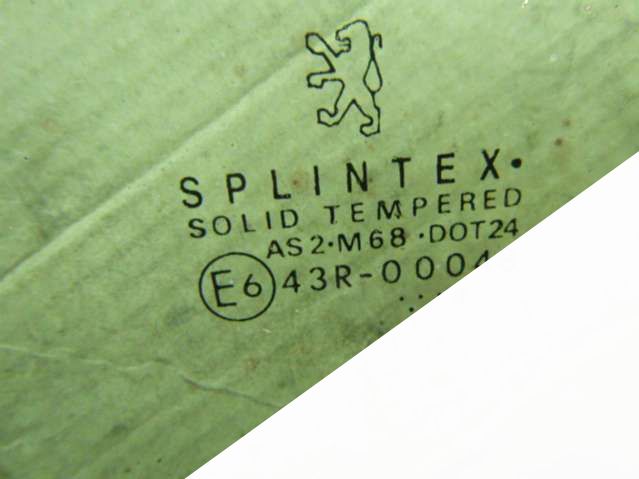 SPLINTEX
SOLID TEMPERED
AS2·M68·DOT24
E6 43R-0004